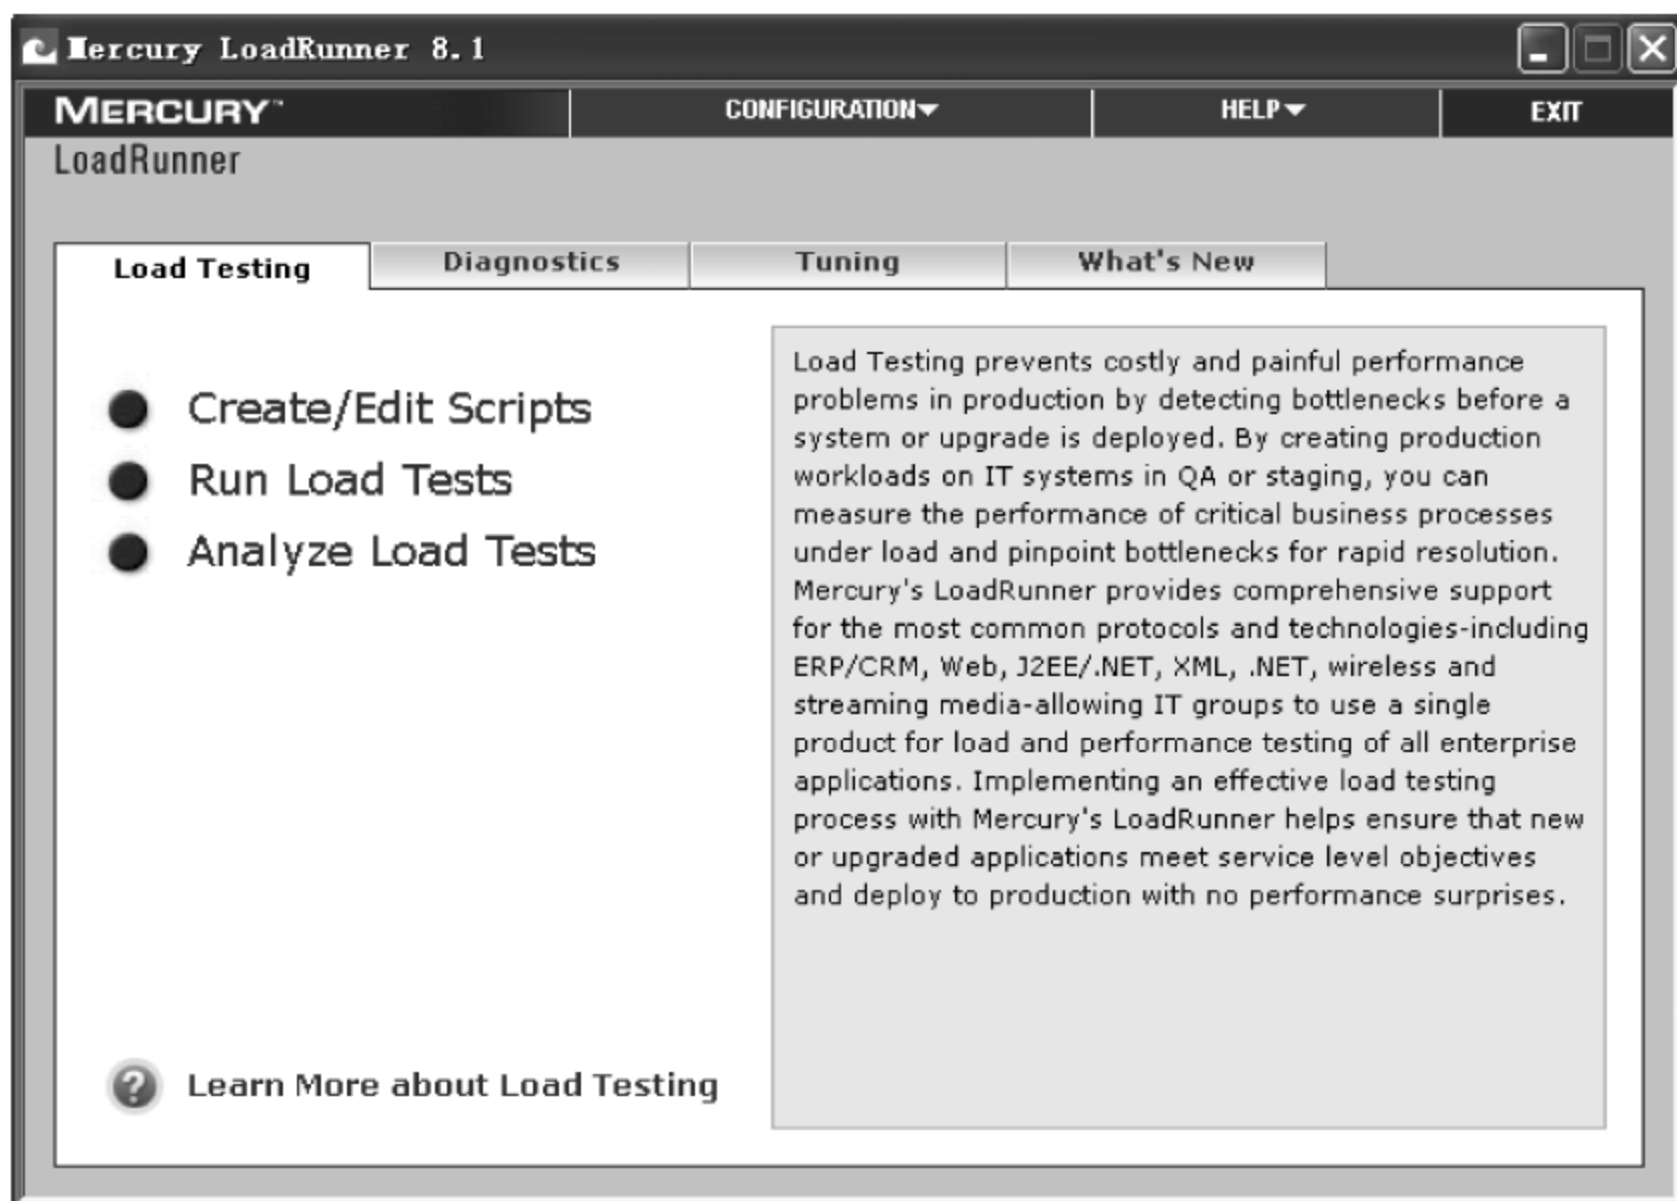 Mercury LoadRunner 8.1
MERCURY™ CONFIGURATION HELP EXIT
LoadRunner
Load Testing Diagnostics Tuning What's New
Create/Edit Scripts
Run Load Tests
Analyze Load Tests
Load Testing prevents costly and painful performance
problems in production by detecting bottlenecks before a
system or upgrade is deployed. By creating production
workloads on IT systems in QA or staging, you can
measure the performance of critical business processes
under load and pinpoint bottlenecks for rapid resolution.
Mercury's LoadRunner provides comprehensive support
for the most common protocols and technologies-including
ERP/CRM, Web, J2EE/.NET, XML, .NET, wireless and
streaming media-allowing IT groups to use a single
product for load and performance testing of all enterprise
applications. Implementing an effective load testing
process with Mercury's LoadRunner helps ensure that new
or upgraded applications meet service level objectives
and deploy to production with no performance surprises.
? Learn More about Load Testing